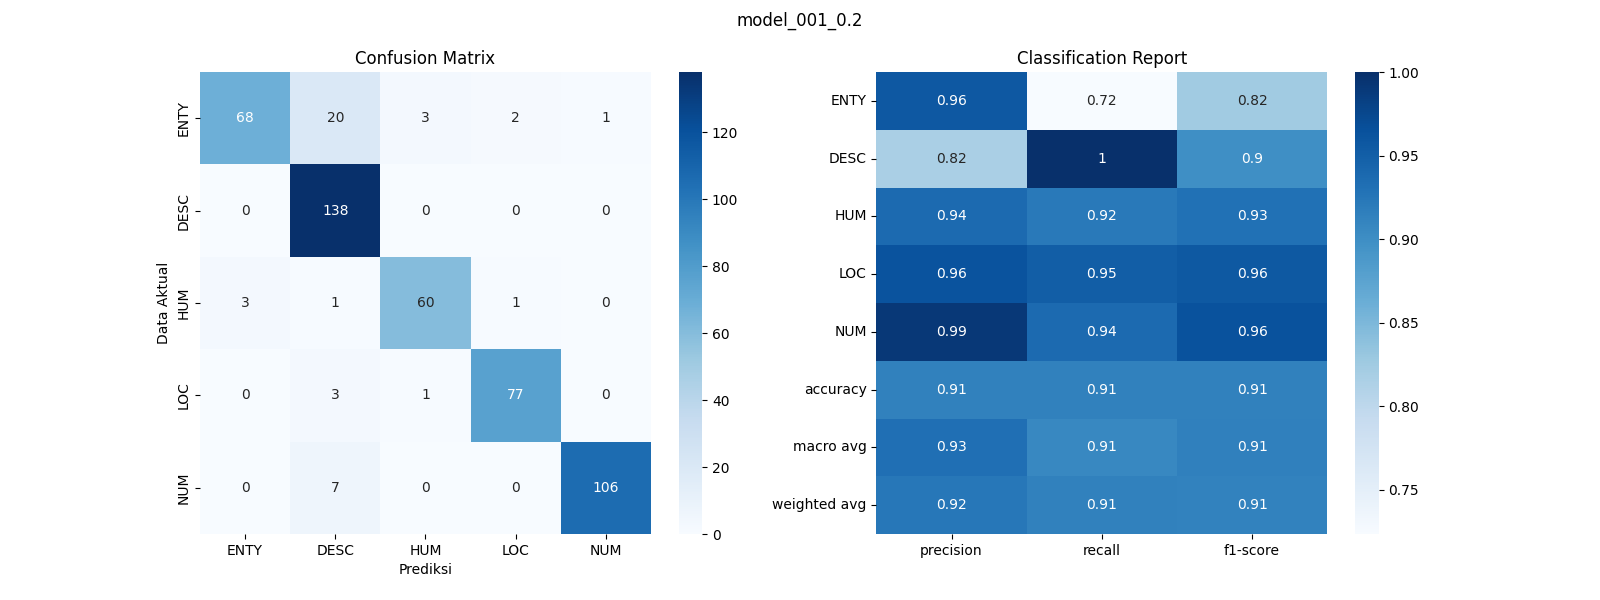 model_001_0.2
Confusion Matrix
ENTY 68 20 3 2 1
DESC 0 138 0 0 0
HUM 3 1 60 1 0
LOC 0 3 1 77 0
NUM 0 7 0 0 106
ENTY DESC HUM LOC NUM
Prediksi
Data Aktual
120
100
80
60
40
20
0
Classification Report
ENTY 0.96 0.72 0.82
DESC 0.82 1 0.9
HUM 0.94 0.92 0.93
LOC 0.96 0.95 0.96
NUM 0.99 0.94 0.96
accuracy 0.91 0.91 0.91
macro avg 0.93 0.91 0.91
weighted avg 0.92 0.91 0.91
precision recall f1-score
1.00
0.95
0.90
0.85
0.80
0.75